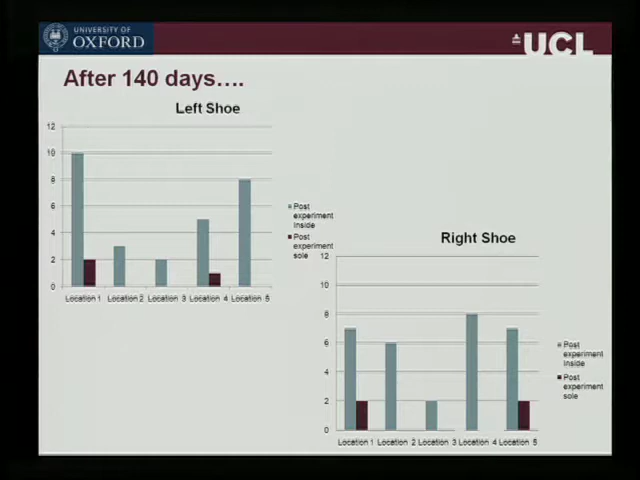 UNIVERSITY OF
OXFORD
UCL
After 140 days....
Left Shoe
12
10
8
6
4
2
0
Location 1 Location 2 Location 3 Location 4 Location 5
Post
experiment
Inside
Post
experiment
sole
Right Shoe
12
10
8
6
4
2
0
Location 1 Location 2 Location 3 Location 4 Location 5
Post
experiment
Inside
Post
experiment
sole